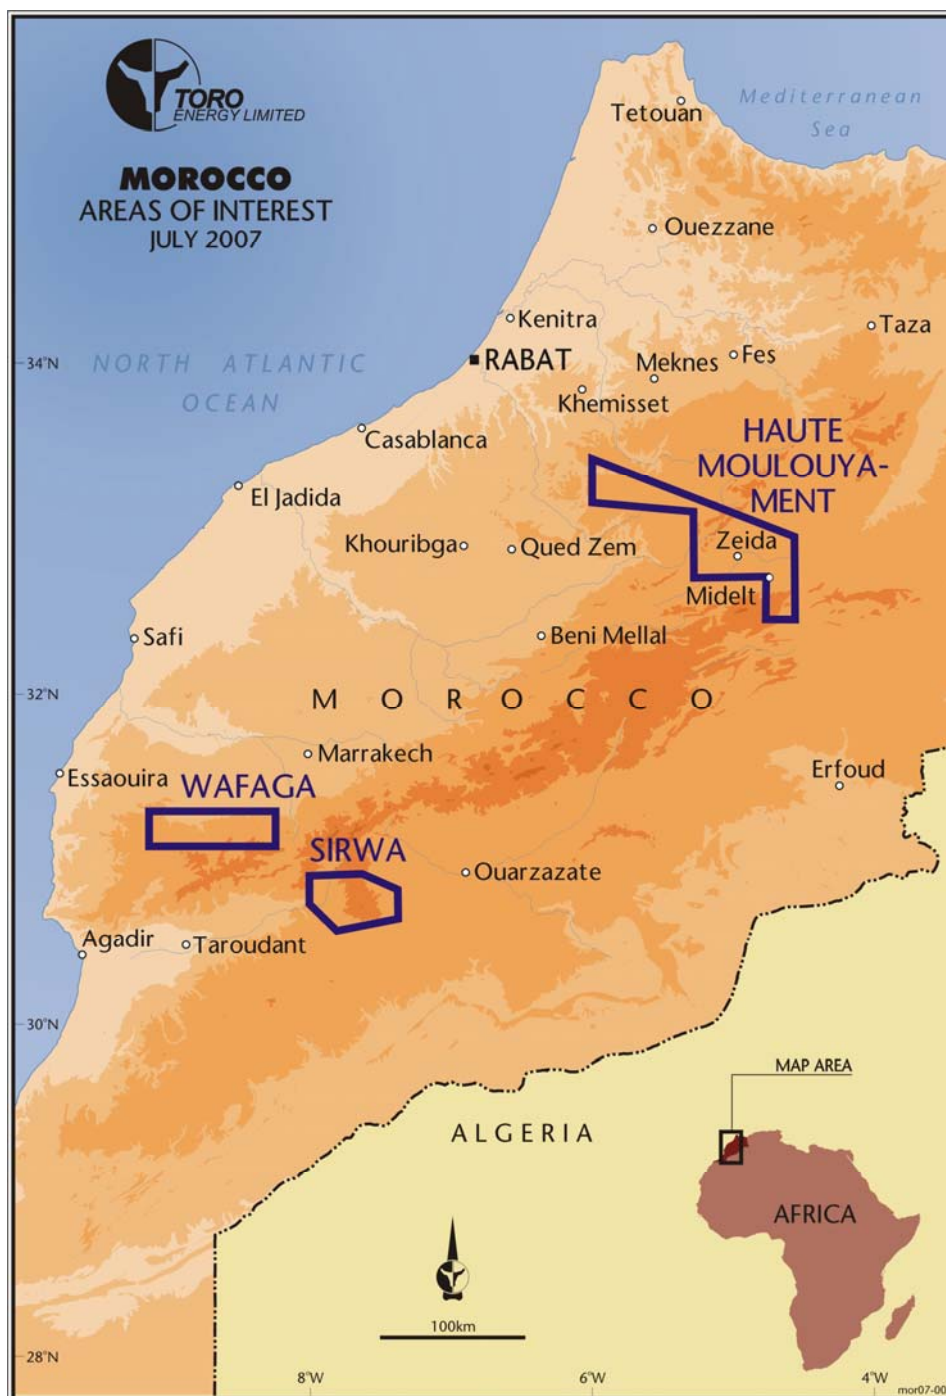 TORO
ENERGY LIMITED
MOROCCO
AREAS OF INTEREST
JULY 2007
Mediterranean
Sea
Tetouan
Ouezzane
Kenitra
Taza
RABAT
Fes
Meknes
34°N
NORTH ATLANTIC
OCEAN
Khemisset
Casablanca
HAUTE
MOULOUYA-
MENT
El Jadida
Khouribga
Qued Zem
Zeida
Midelt
Safi
Beni Mellal
32°N
MOROCCO
Marrakech
Essaouira
Erfoud
WAFAGA
SIRWA
Ouarzazate
Agadir
Taroudant
30°N
MAP AREA
ALGERIA
AFRICA
100km
28°N
8°W
6°W
4°W